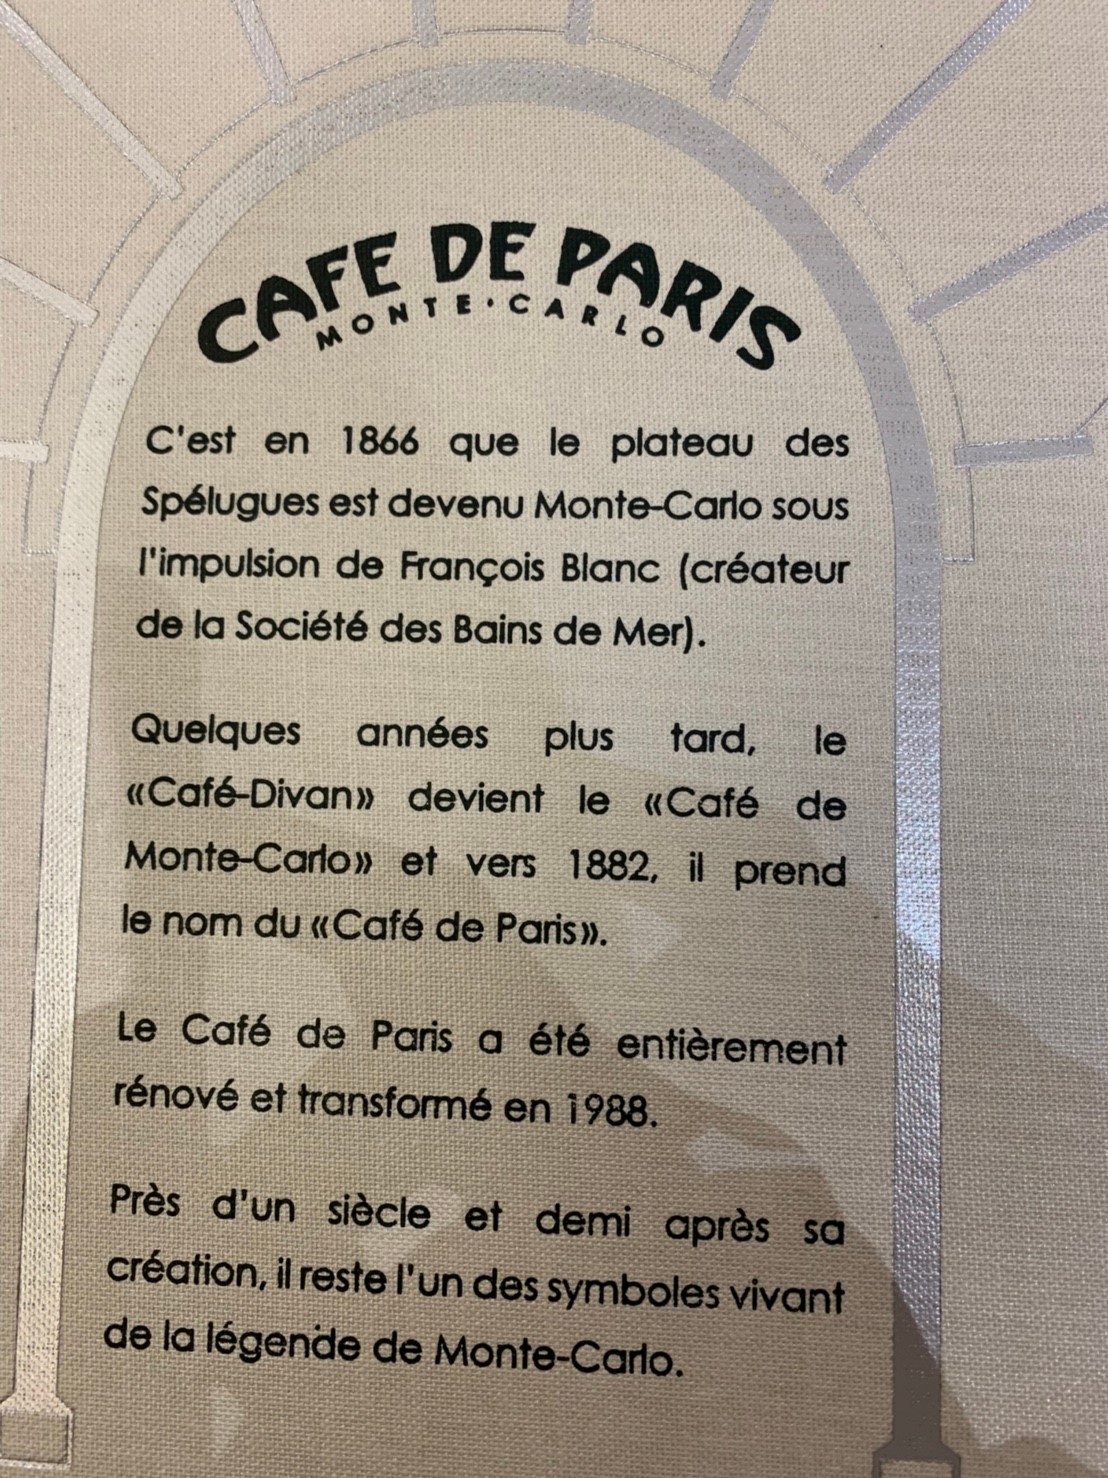 CAFE DE PARIS
MONTE·CARLO
C'est en 1866 que le plateau des
Spélugues est devenu Monte-Carlo sous
l'impulsion de François Blanc (créateur
de la Société des Bains de Mer).
Quelques années plus tard, le
«Café-Divan» devient le «Café de
Monte-Carlo» et vers 1882, il prend
le nom du «Café de Paris».
Le Café de Paris a été entièrement
rénové et transformé en 1988.
Près d'un siècle et demi après sa
création, il reste l'un des symboles vivant
de la légende de Monte-Carlo.